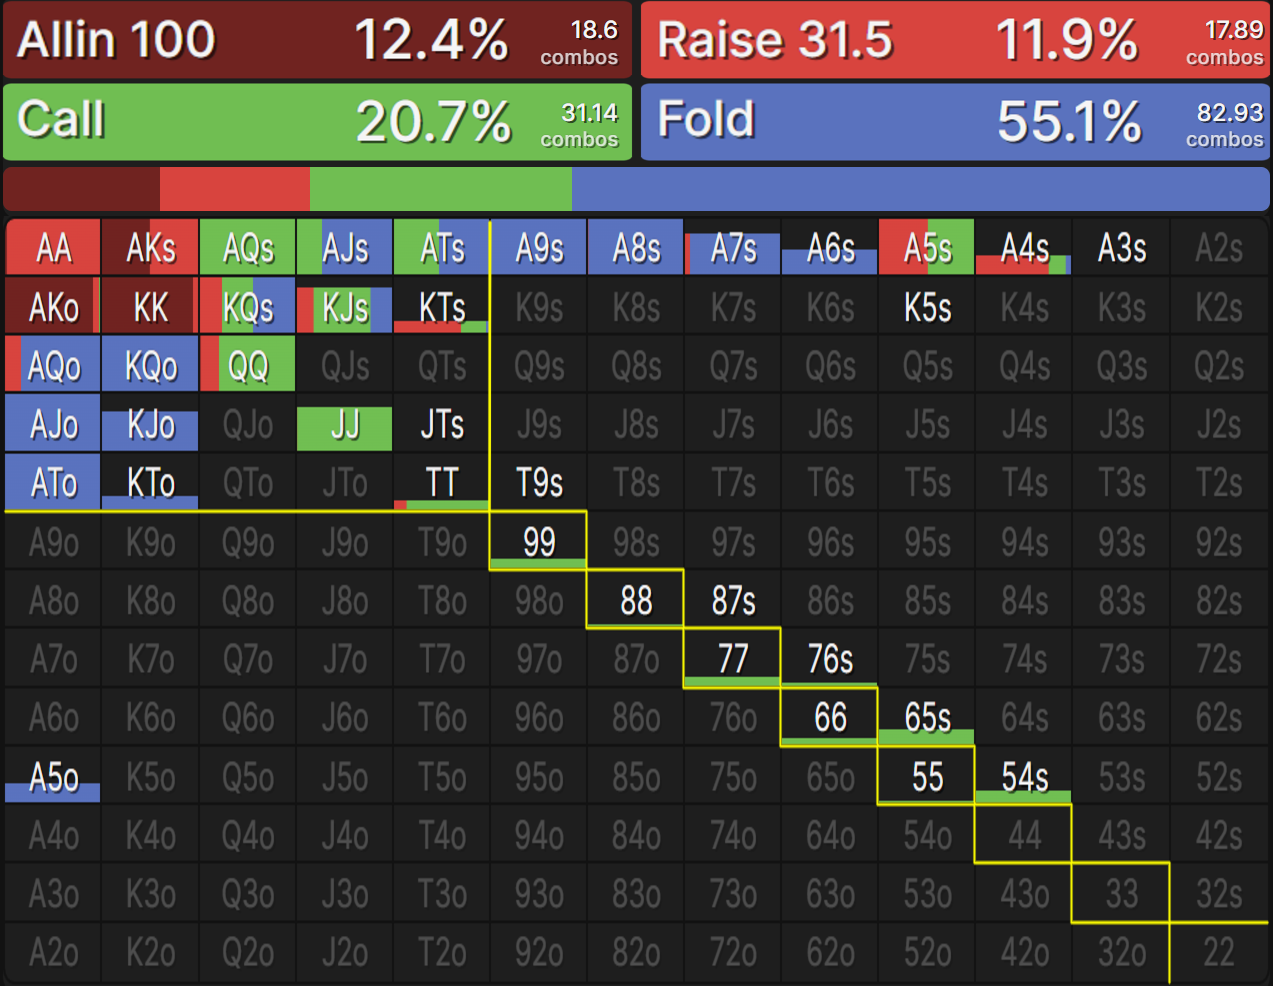 Allin 100 12.4% 18.6 combos Raise 31.5 11.9% 17.89 combos
Call 20.7% 31.14 combos Fold 55.1% 82.93 combos
AA AKs AQs AJs ATs A9s A8s A7s A6s A5s A4s A3s A2s
AKo KK KQs KJs KTs K9s K8s K7s K6s K5s K4s K3s K2s
AQo KQo QQ QJs QTs Q9s Q8s Q7s Q6s Q5s Q4s Q3s Q2s
AJo KJo QJo JJ JTs J9s J8s J7s J6s J5s J4s J3s J2s
ATo KTo QTo JTo TT T9s T8s T7s T6s T5s T4s T3s T2s
A9o K9o Q9o J9o T9o 99 98s 97s 96s 95s 94s 93s 92s
A8o K8o Q8o J8o T8o 98o 88 87s 86s 85s 84s 83s 82s
A7o K7o Q7o J7o T7o 97o 87o 77 76s 75s 74s 73s 72s
A6o K6o Q6o J6o T6o 96o 86o 76o 66 65s 64s 63s 62s
A5o K5o Q5o J5o T5o 95o 85o 75o 65o 55 54s 53s 52s
A4o K4o Q4o J4o T4o 94o 84o 74o 64o 54o 44 43s 42s
A3o K3o Q3o J3o T3o 93o 83o 73o 63o 53o 43o 33 32s
A2o K2o Q2o J2o T2o 92o 82o 72o 62o 52o 42o 32o 22